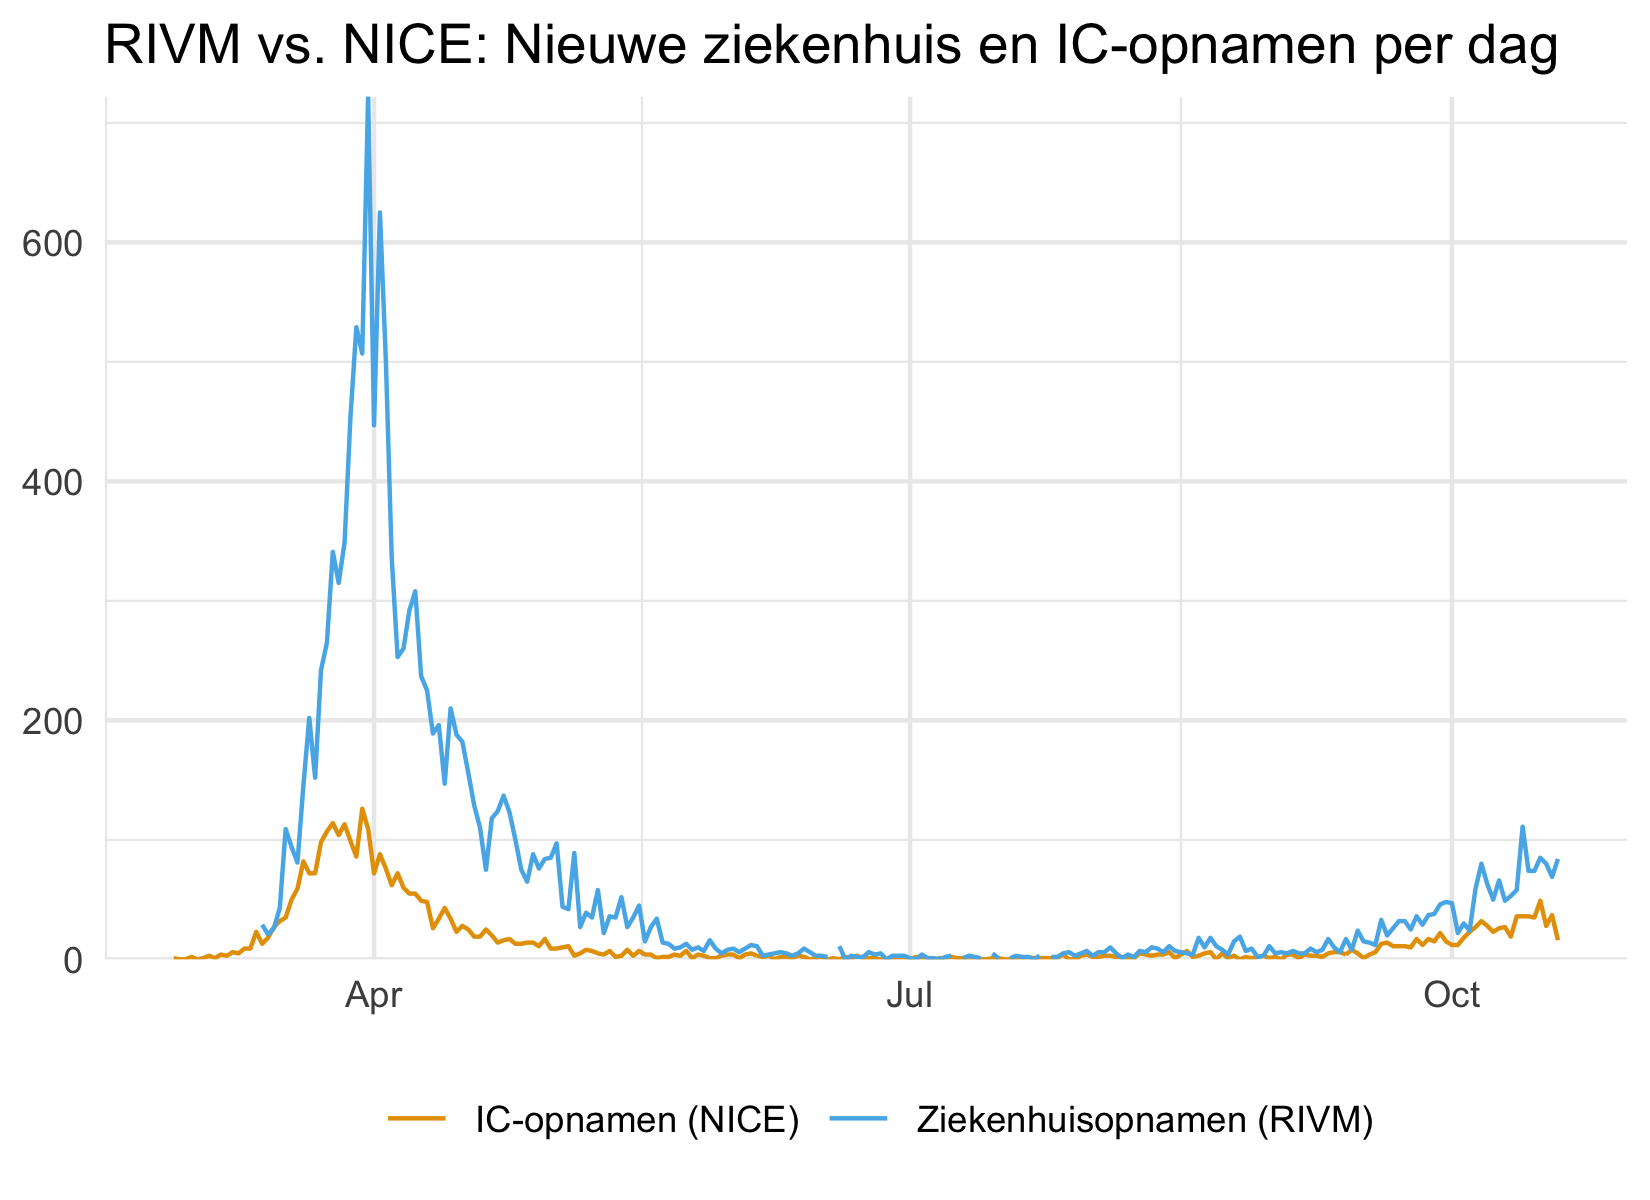 RIVM vs. NICE: Nieuwe ziekenhuis en IC-opnamen per dag
600
400
200
0
Apr Jul Oct
IC-opnamen (NICE) Ziekenhuisopnamen (RIVM)